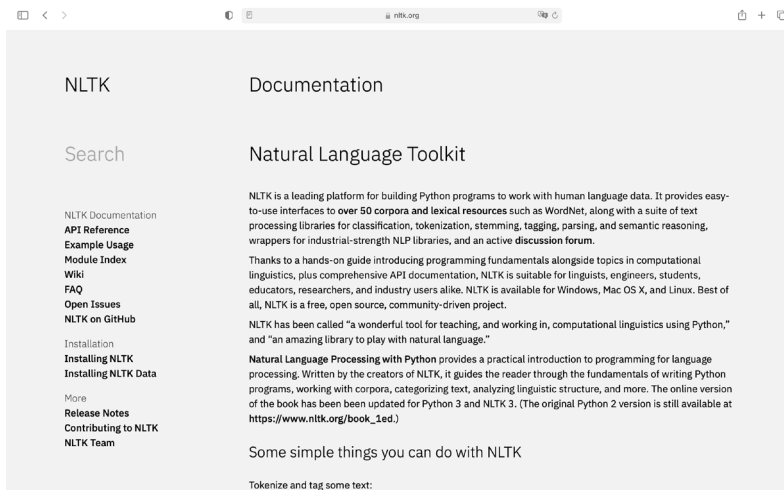 nltk.org
NLTK
Documentation
Search
Natural Language Toolkit
NLTK Documentation
API Reference
Example Usage
Module Index
Wiki
FAQ
Open Issues
NLTK on GitHub
Installation
Installing NLTK
Installing NLTK Data
More
Release Notes
Contributing to NLTK
NLTK Team
NLTK is a leading platform for building Python programs to work with human language data. It provides easy-
to-use interfaces to over 50 corpora and lexical resources such as WordNet, along with a suite of text
processing libraries for classification, tokenization, stemming, tagging, parsing, and semantic reasoning,
wrappers for industrial-strength NLP libraries, and an active discussion forum.
Thanks to a hands-on guide introducing programming fundamentals alongside topics in computational
linguistics, plus comprehensive API documentation, NLTK is suitable for linguists, engineers, students,
educators, researchers, and industry users alike. NLTK is available for Windows, Mac OS X, and Linux. Best of
all, NLTK is a free, open source, community-driven project.
NLTK has been called “a wonderful tool for teaching, and working in, computational linguistics using Python,”
and “an amazing library to play with natural language.”
Natural Language Processing with Python provides a practical introduction to programming for language
processing. Written by the creators of NLTK, it guides the reader through the fundamentals of writing Python
programs, working with corpora, categorizing text, analyzing linguistic structure, and more. The online version
of the book has been been updated for Python 3 and NLTK 3. (The original Python 2 version is still available at
https://www.nltk.org/book_1ed.)
Some simple things you can do with NLTK
Tokenize and tag some text: